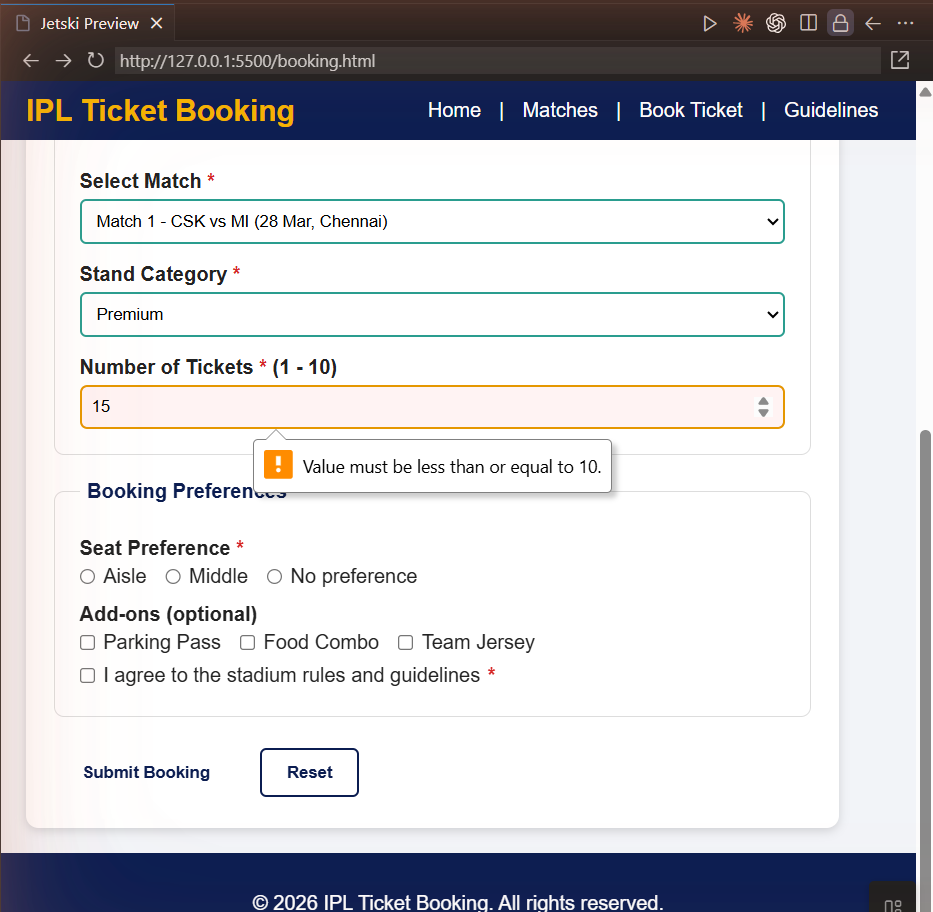 Jetski Preview
http://127.0.0.1:5500/booking.html
IPL Ticket Booking
Home | Matches | Book Ticket | Guidelines
Select Match *
Match 1 - CSK vs MI (28 Mar, Chennai)
Stand Category *
Premium
Number of Tickets * (1 - 10)
15
Value must be less than or equal to 10.
Booking Preferences
Seat Preference *
Aisle Middle No preference
Add-ons (optional)
Parking Pass Food Combo Team Jersey
I agree to the stadium rules and guidelines *
Submit Booking Reset
© 2026 IPL Ticket Booking. All rights reserved.